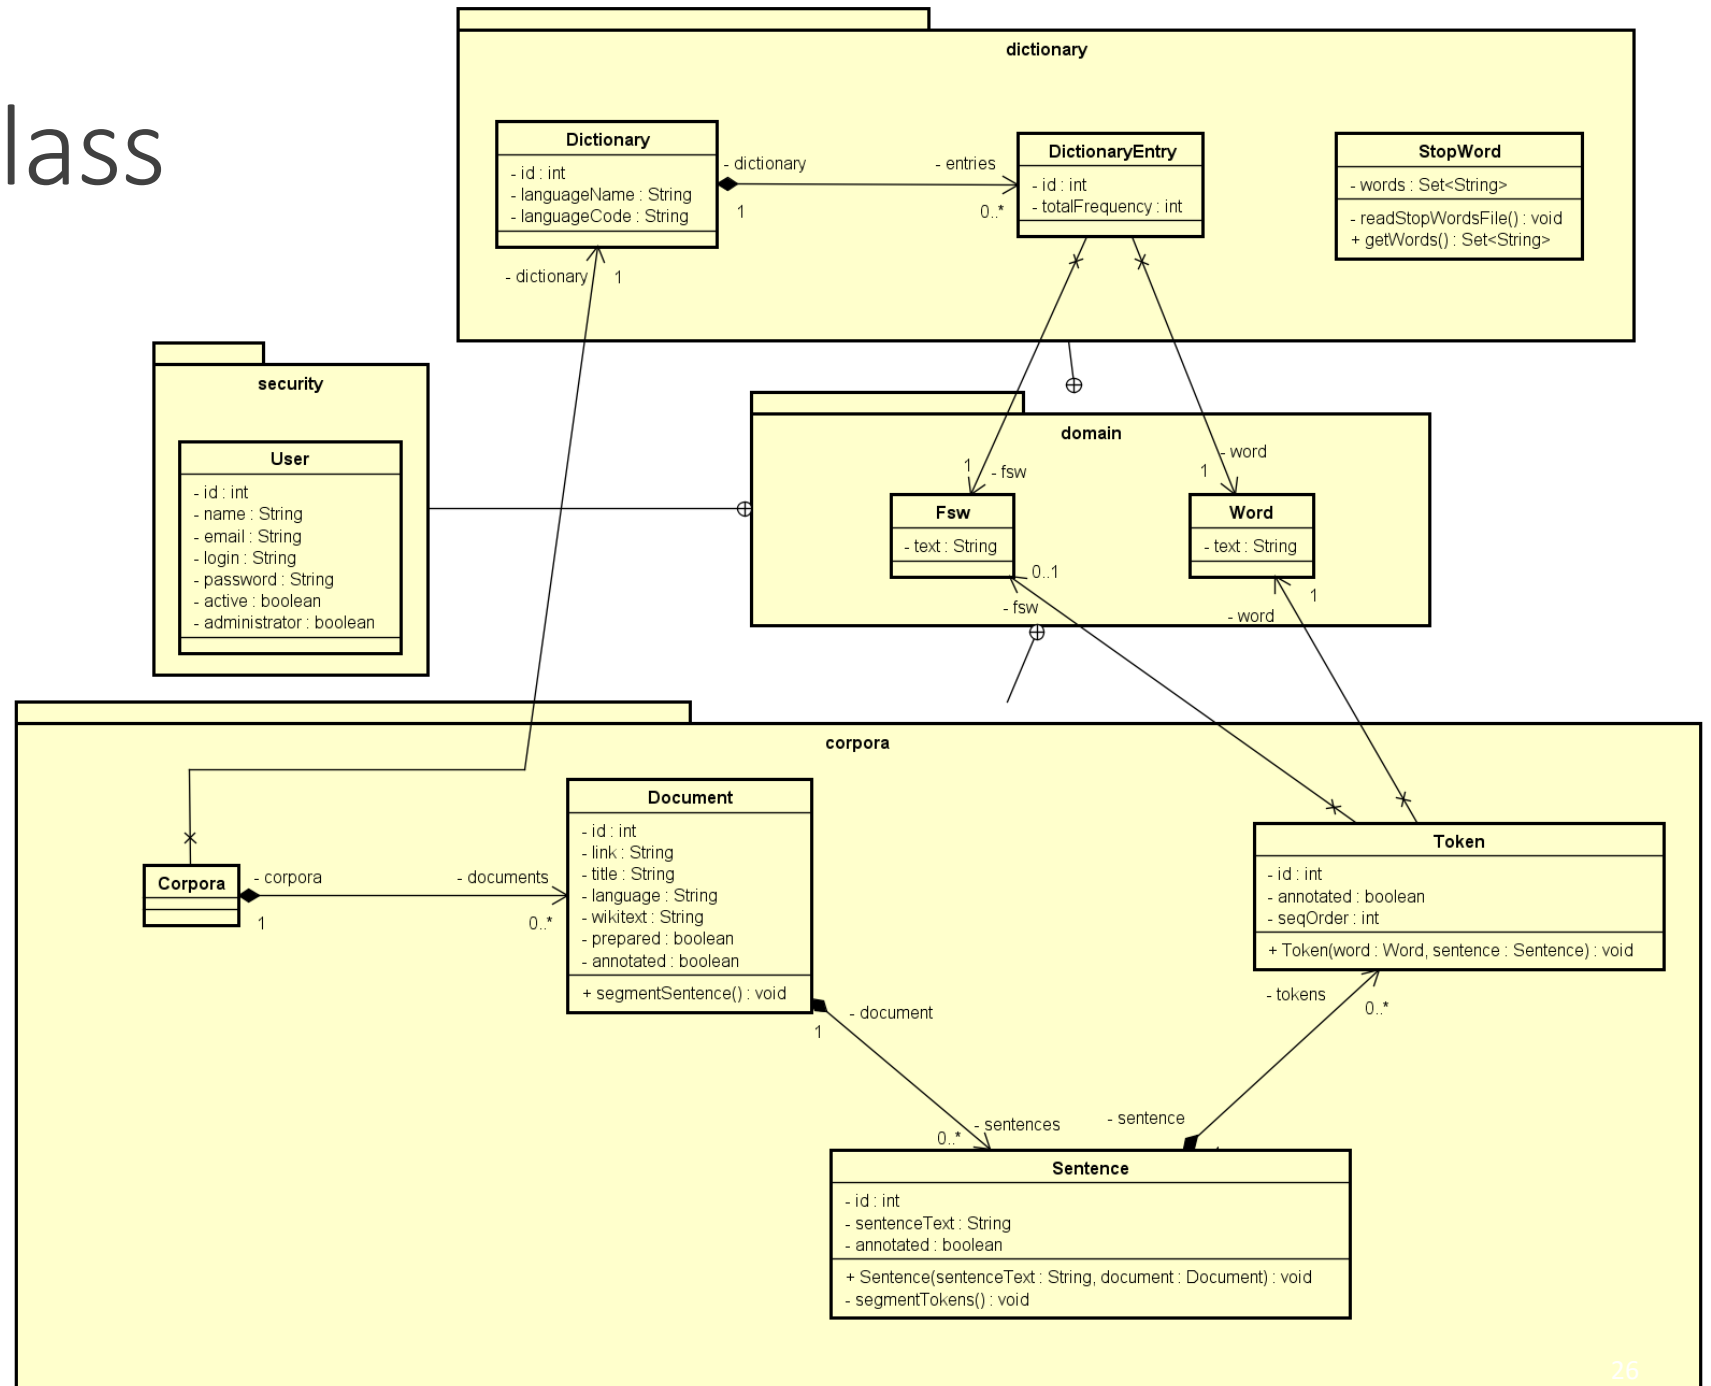 lass
dictionary
Dictionary
- id : int
- languageName : String
- languageCode : String
- dictionary
1
- entries
0..*
DictionaryEntry
- id : int
- totalFrequency : int
StopWord
- words : Set<String>
- readStopWordsFile() : void
+ getWords() : Set<String>
- dictionary
1
security
User
- id : int
- name : String
- email : String
- login : String
- password : String
- active : boolean
- administrator : boolean
domain
1
- fsw
- word
1
Fsw
- text : String
Word
- text : String
0..1
- fsw
1
- word
corpora
Corpora
- corpora
1
- documents
0..*
Document
- id : int
- link : String
- title : String
- language : String
- wikitext : String
- prepared : boolean
- annotated : boolean
+ segmentSentence() : void
Token
- id : int
- annotated : boolean
- seqOrder : int
+ Token(word : Word, sentence : Sentence) : void
- document
1
- tokens
0..*
- sentences
0..*
- sentence
Sentence
- id : int
- sentenceText : String
- annotated : boolean
+ Sentence(sentenceText : String, document : Document) : void
- segmentTokens() : void
26